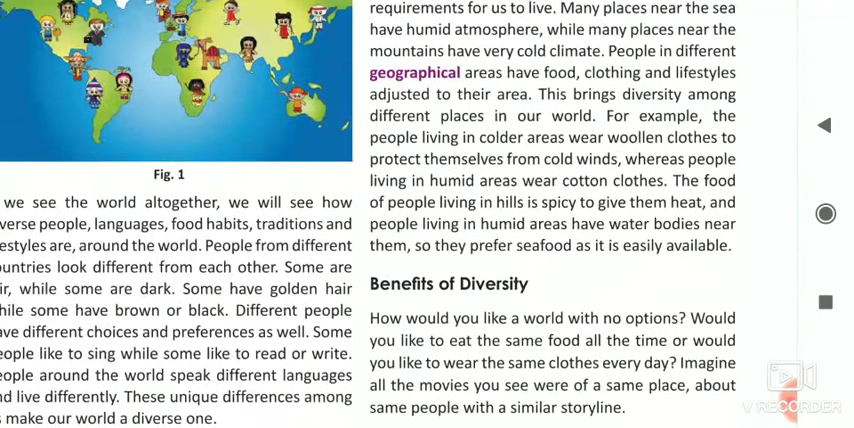 Fig. 1
we see the world altogether, we will see how
people, languages, food habits, traditions and
are, around the world. People from different
look different from each other. Some are
while some are dark. Some have golden hair
some have brown or black. Different people
different choices and preferences as well. Some
like to sing while some like to read or write.
around the world speak different languages
live differently. These unique differences among
make our world a diverse one.
requirements for us to live. Many places near the sea
have humid atmosphere, while many places near the
mountains have very cold climate. People in different
geographical areas have food, clothing and lifestyles
adjusted to their area. This brings diversity among
different places in our world. For example, the
people living in colder areas wear woollen clothes to
protect themselves from cold winds, whereas people
living in humid areas wear cotton clothes. The food
of people living in hills is spicy to give them heat, and
people living in humid areas have water bodies near
them, so they prefer seafood as it is easily available.
Benefits of Diversity
How would you like a world with no options? Would
you like to eat the same food all the time or would
you like to wear the same clothes every day? Imagine
all the movies you see were of a same place, about
same people with a similar storyline.
V RECORDER